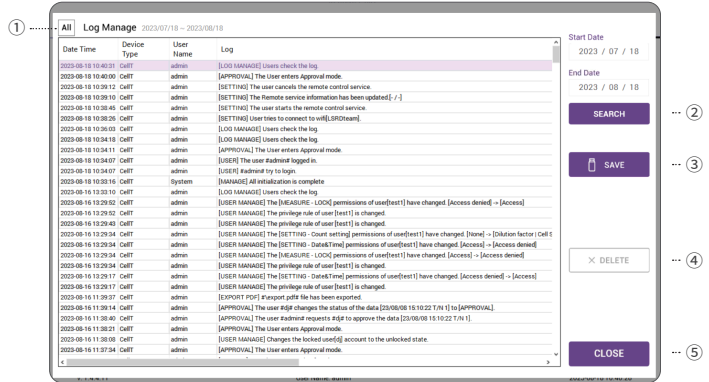 ① All Log Manage 2023/07/18 ~ 2023/08/18
Start Date
2023 / 07 / 18
End Date
2023 / 08 / 18
SEARCH ②
SAVE ③
× DELETE ④
CLOSE ⑤
Date Time Device Type User Name Log
2023-08-18 10:40:31 CellT admin [LOG MANAGE] Users check the log.
2023-08-18 10:40:00 CellT admin [APPROVAL] The User enters Approval mode.
2023-08-18 10:39:12 CellT admin [SETTING] The user cancels the remote control service.
2023-08-18 10:39:10 CellT admin [SETTING] The Remote service information has been updated.[- / -]
2023-08-18 10:38:45 CellT admin [SETTING] The user starts the remote control service.
2023-08-18 10:38:26 CellT admin [SETTING] User tries to connect to wifi[LSRDteam].
2023-08-18 10:36:03 CellT admin [LOG MANAGE] Users check the log.
2023-08-18 10:34:18 CellT admin [LOG MANAGE] Users check the log.
2023-08-18 10:34:11 CellT admin [APPROVAL] The User enters Approval mode.
2023-08-18 10:34:07 CellT admin [USER] The user #admin# logged in.
2023-08-18 10:34:07 CellT admin [USER] #admin# try to login.
2023-08-18 10:33:16 CellT System [MANAGE] All initialization is complete
2023-08-16 13:33:10 CellT admin [LOG MANAGE] Users check the log.
2023-08-16 13:29:52 CellT admin [USER MANAGE] The [MEASURE - LOCK] permissions of user[test1] have changed. [Access denied] -> [Access]
2023-08-16 13:29:52 CellT admin [USER MANAGE] The privilege rule of user [test1] is changed.
2023-08-16 13:29:43 CellT admin [USER MANAGE] The privilege rule of user [test1] is changed.
2023-08-16 13:29:34 CellT admin [USER MANAGE] The [SETTING - Count setting] permissions of user[test1] have changed. [None] -> [Dilution factor | Cell S
2023-08-16 13:29:34 CellT admin [USER MANAGE] The [SETTING - Date&Time] permissions of user[test1] have changed. [Access] -> [Access denied]
2023-08-16 13:29:34 CellT admin [USER MANAGE] The [MEASURE - LOCK] permissions of user[test1] have changed. [Access] -> [Access denied]
2023-08-16 13:29:34 CellT admin [USER MANAGE] The privilege rule of user [test1] is changed.
2023-08-16 13:29:17 CellT admin [USER MANAGE] The [SETTING - Date&Time] permissions of user[test1] have changed. [Access denied] -> [Access]
2023-08-16 13:29:17 CellT admin [USER MANAGE] The privilege rule of user [test1] is changed.
2023-08-16 11:39:37 CellT admin [EXPORT PDF] #\export.pdf# file has been exported.
2023-08-16 11:39:14 CellT admin [APPROVAL] The user #dj# changes the status of the data [23/08/08 15:10:22 T/N 1] to [APPROVAL].
2023-08-16 11:38:40 CellT admin [APPROVAL] The user #admin# requests #dj# to approve the data [23/08/08 15:10:22 T/N 1].
2023-08-16 11:38:21 CellT admin [APPROVAL] The User enters Approval mode.
2023-08-16 11:38:08 CellT admin [USER MANAGE] Changes the locked user[dj] account to the unlocked state.
2023-08-16 11:37:34 CellT admin [APPROVAL] The User enters Approval mode.